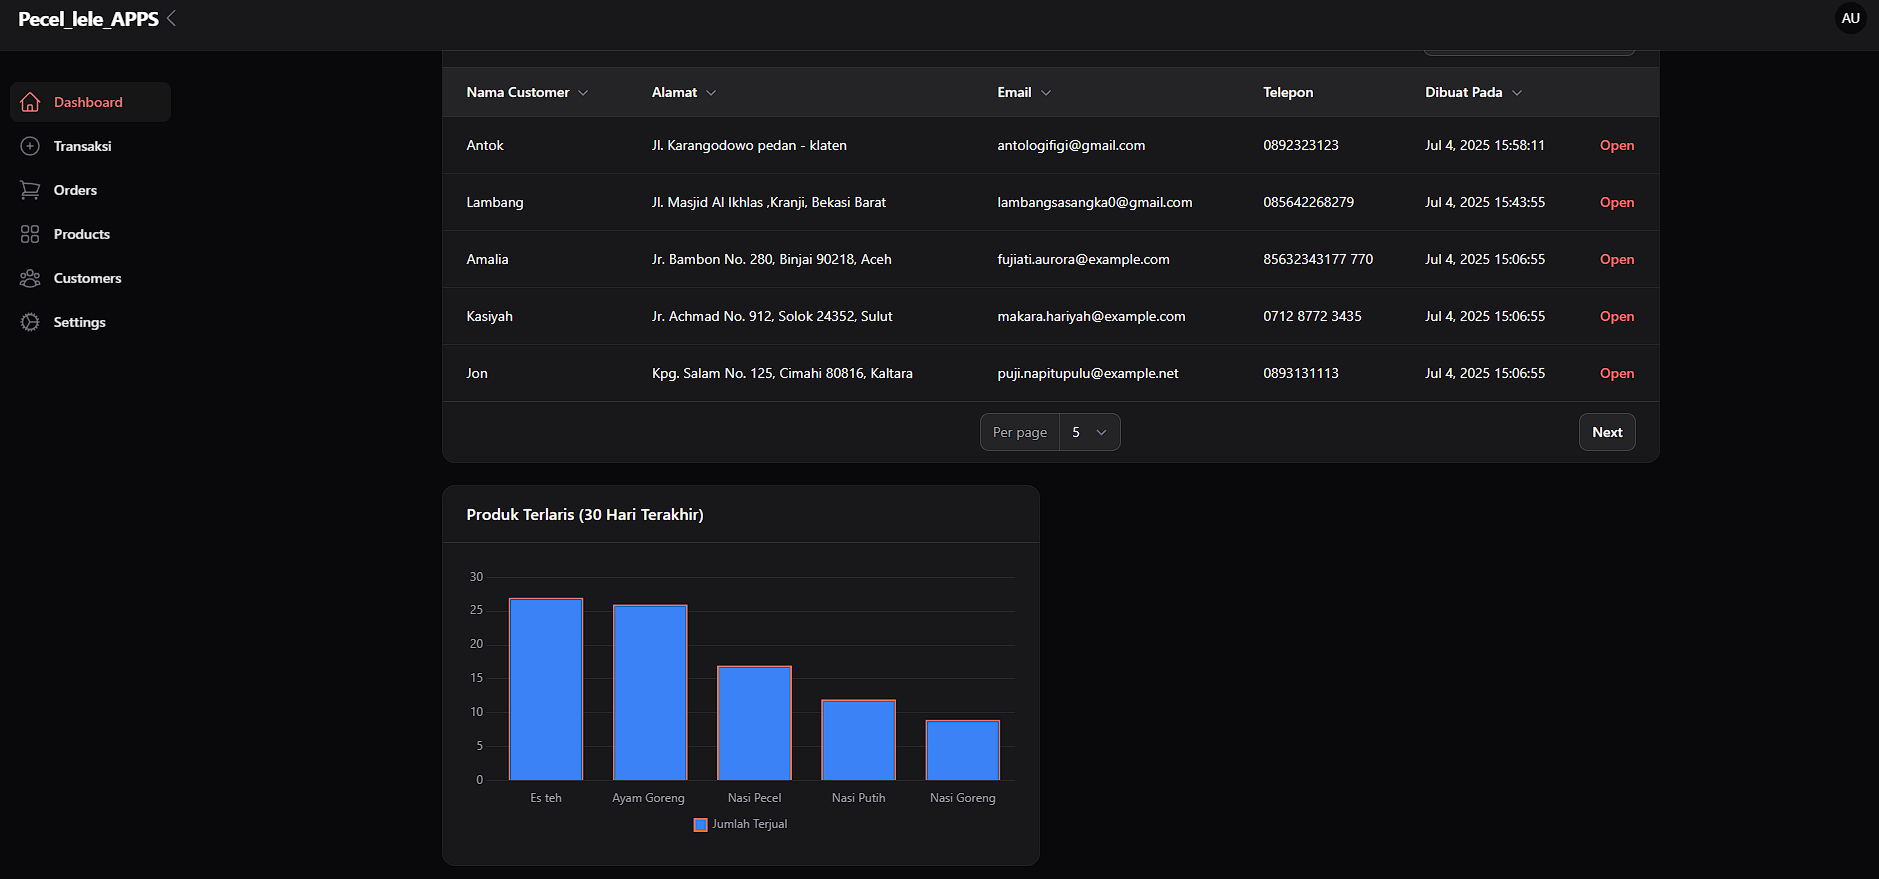 Pecel_lele_APPS
AU
Dashboard
Transaksi
Orders
Products
Customers
Settings
Nama Customer Alamat Email Telepon Dibuat Pada
Antok Jl. Karangodowo pedan - klaten antologifigi@gmail.com 0892323123 Jul 4, 2025 15:58:11 Open
Lambang Jl. Masjid Al Ikhlas ,Kranji, Bekasi Barat lambangsasangka0@gmail.com 085642268279 Jul 4, 2025 15:43:55 Open
Amalia Jr. Bambon No. 280, Binjai 90218, Aceh fujiati.aurora@example.com 85632343177 770 Jul 4, 2025 15:06:55 Open
Kasiyah Jr. Achmad No. 912, Solok 24352, Sulut makara.hariyah@example.com 0712 8772 3435 Jul 4, 2025 15:06:55 Open
Jon Kpg. Salam No. 125, Cimahi 80816, Kaltara puji.napitupulu@example.net 0893131113 Jul 4, 2025 15:06:55 Open
Per page 5
Next
Produk Terlaris (30 Hari Terakhir)
30
25
20
15
10
5
0
Es teh Ayam Goreng Nasi Pecel Nasi Putih Nasi Goreng
Jumlah Terjual